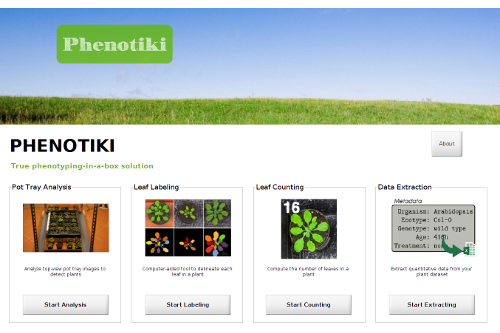 Phenotiki
PHENOTIKI
About
True phenotyping-in-a-box solution
Pot Tray Analysis
Analyze top-view pot tray images to
detect plants
Start Analysis
Leaf Labeling
Computer-aided tool to delineate each
leaf in a plant
Start Labeling
Leaf Counting
16
Compute the number of leaves in a
plant
Start Counting
Data Extraction
Metadata
Organism: Arabidopsis
Ecotype: Col-0
Genotype: wild type
Age:
Treatment:
Extract quantitative data from your
plant dataset
Start Extracting